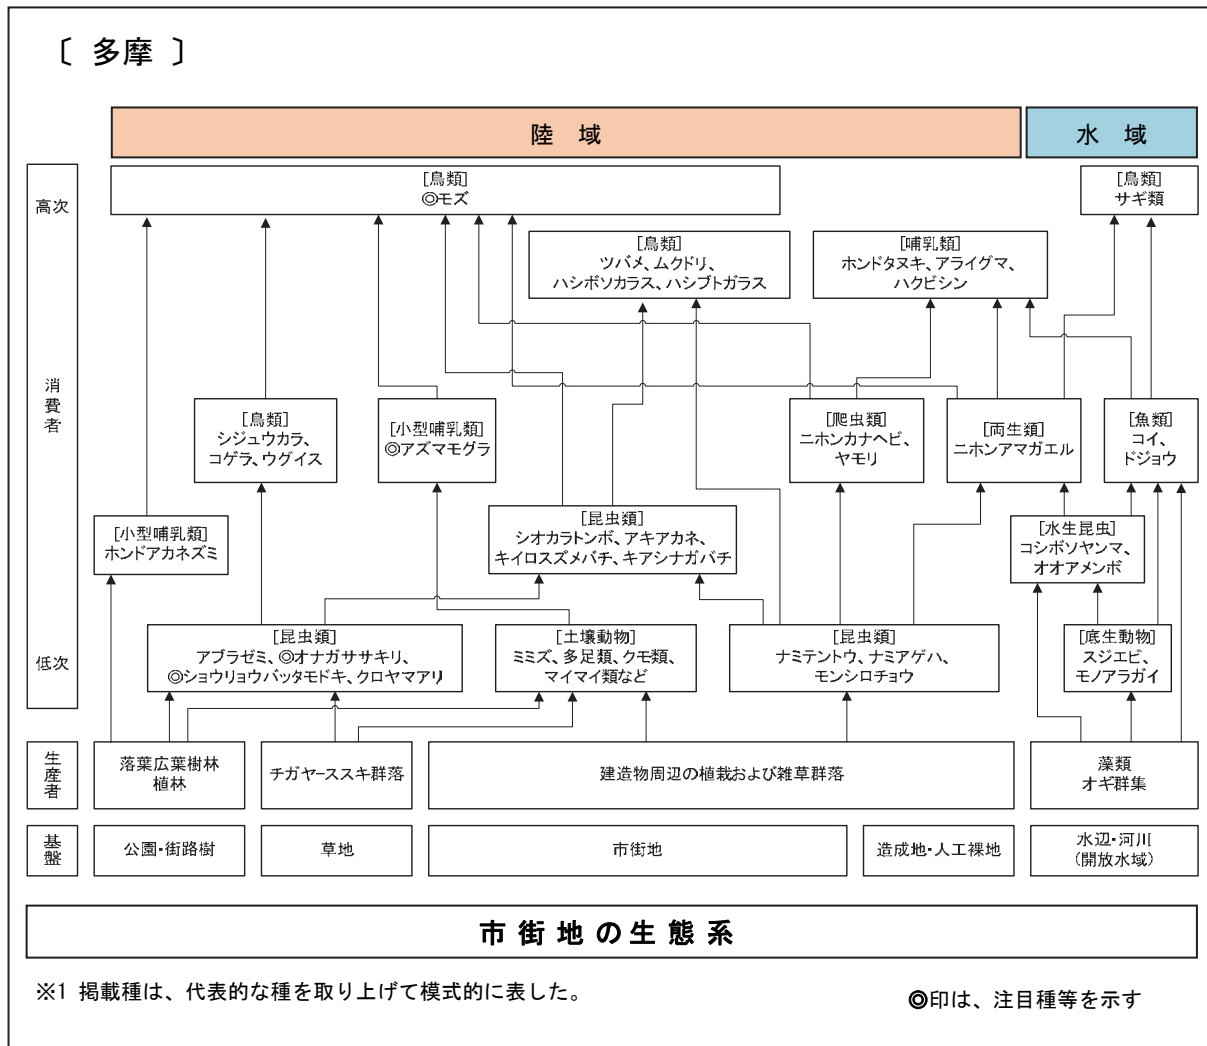 〔 多摩 〕
陸 域
水 域
高次
消費者
低次
生産者
基盤
[鳥類]
◎モズ
[鳥類]
サギ類
[鳥類]
ツバメ、ムクドリ、
ハシボソカラス、ハシブトガラス
[哺乳類]
ホンドタヌキ、アライグマ、
ハクビシン
[鳥類]
シジュウカラ、
コゲラ、ウグイス
[小型哺乳類]
◎アズマモグラ
[爬虫類]
ニホンカナヘビ、
ヤモリ
[両生類]
ニホンアマガエル
[魚類]
コイ、
ドジョウ
[小型哺乳類]
ホンドアカネズミ
[昆虫類]
シオカラトンボ、アキアカネ、
キイロスズメバチ、キアシナガバチ
[水生昆虫]
コシボソヤンマ、
オオアメンボ
[昆虫類]
アブラゼミ、◎オナガササキリ、
◎ショウリョウバッタモドキ、クロヤマアリ
[土壌動物]
ミミズ、多足類、クモ類、
マイマイ類など
[昆虫類]
ナミテントウ、ナミアゲハ、
モンシロチョウ
[底生動物]
スジエビ、
モノアラガイ
落葉広葉樹林
植林
チガヤーススキ群落
建造物周辺の植栽および雑草群落
藻類
オギ群集
公園・街路樹
草地
市街地
造成地・人工裸地
水辺・河川
(開放水域)
市街地の生態系
※1 掲載種は、代表的な種を取り上げて模式的に表した。
◎印は、注目種等を示す